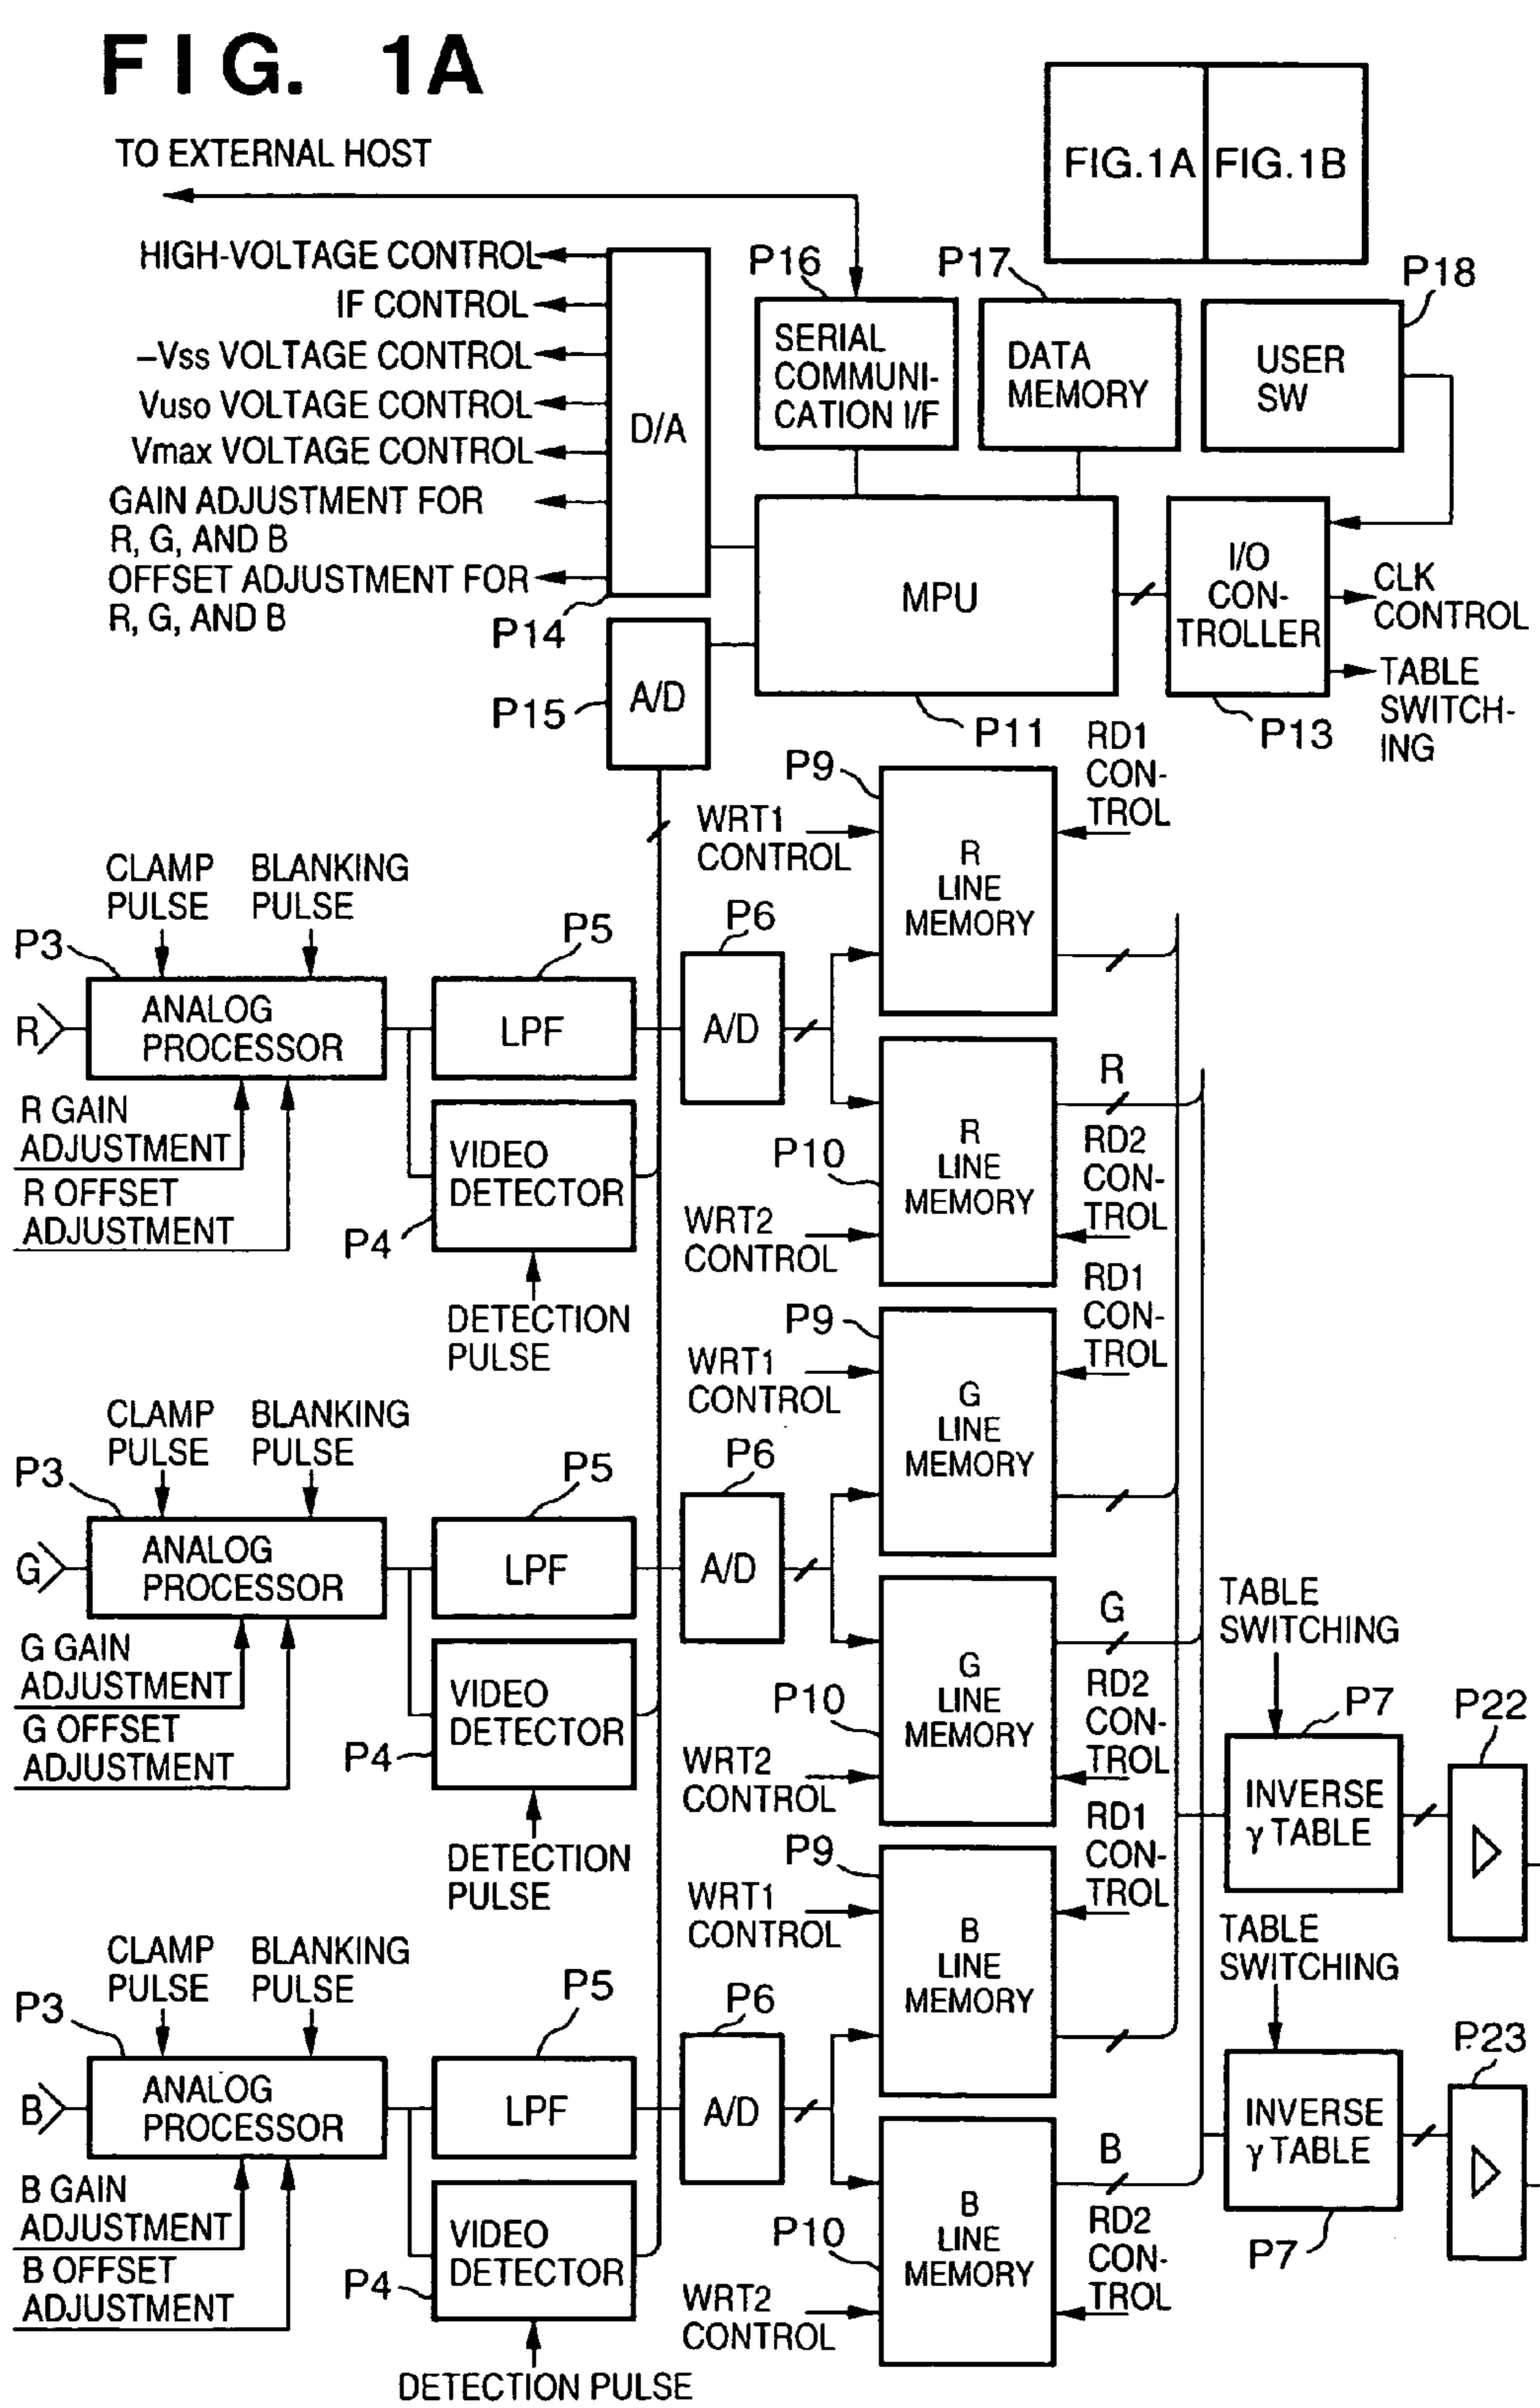 FIG. 1A
TO EXTERNAL HOST
FIG.1A
FIG.1B
HIGH-VOLTAGE CONTROL
IF CONTROL
–Vss VOLTAGE CONTROL
Vuso VOLTAGE CONTROL
Vmax VOLTAGE CONTROL
GAIN ADJUSTMENT FOR
R, G, AND B
OFFSET ADJUSTMENT FOR
R, G, AND B
D/A
P14
P16
SERIAL
COMMUNI-
CATION I/F
P17
DATA
MEMORY
P18
USER
SW
MPU
P11
I/O
CON-
TROLLER
P13
CLK
CONTROL
TABLE
SWITCH-
ING
A/D
P15
CLAMP
PULSE
BLANKING
PULSE
P3
R
ANALOG
PROCESSOR
P5
LPF
R GAIN
ADJUSTMENT
R OFFSET
ADJUSTMENT
VIDEO
DETECTOR
P4
DETECTION
PULSE
P6
A/D
P9
WRT1
CONTROL
R
LINE
MEMORY
RD1
CON-
TROL
R
P10
WRT2
CONTROL
R
LINE
MEMORY
RD2
CON-
TROL
CLAMP
PULSE
BLANKING
PULSE
P3
G
ANALOG
PROCESSOR
P5
LPF
G GAIN
ADJUSTMENT
G OFFSET
ADJUSTMENT
VIDEO
DETECTOR
P4
DETECTION
PULSE
P6
A/D
P9
WRT1
CONTROL
G
LINE
MEMORY
RD1
CON-
TROL
G
P10
WRT2
CONTROL
G
LINE
MEMORY
RD2
CON-
TROL
CLAMP
PULSE
BLANKING
PULSE
P3
B
ANALOG
PROCESSOR
P5
LPF
B GAIN
ADJUSTMENT
B OFFSET
ADJUSTMENT
VIDEO
DETECTOR
P4
DETECTION PULSE
P6
A/D
P9
WRT1
CONTROL
B
LINE
MEMORY
RD1
CON-
TROL
B
P10
WRT2
CONTROL
B
LINE
MEMORY
RD2
CON-
TROL
TABLE
SWITCHING
P7
INVERSE
γ TABLE
P22
TABLE
SWITCHING
INVERSE
γ TABLE
P7
P23